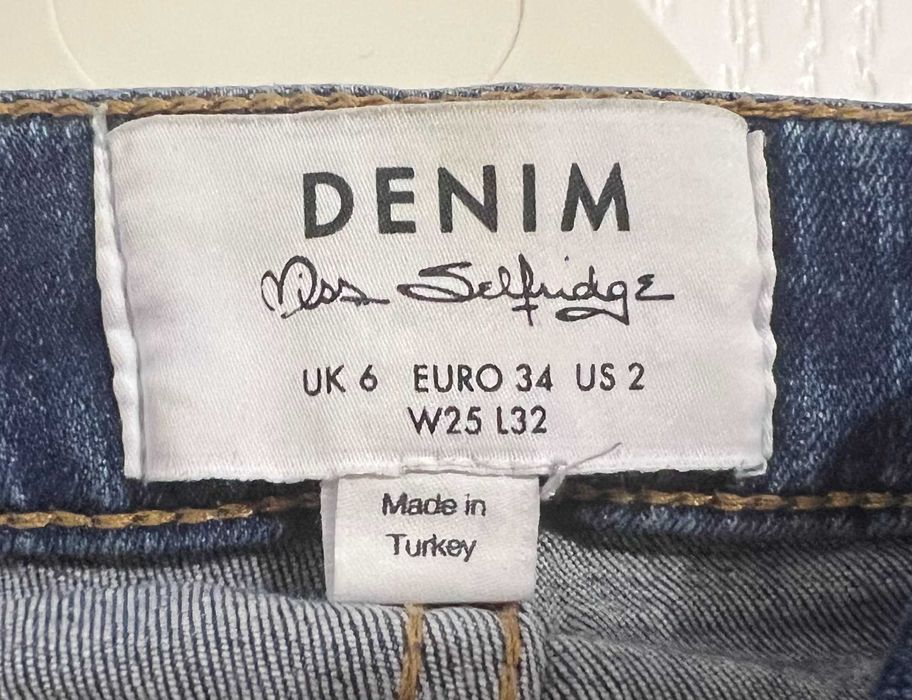 DENIM
Miss Selfridge
UK 6 EURO 34 US 2
W25 L32
Made in
Turkey